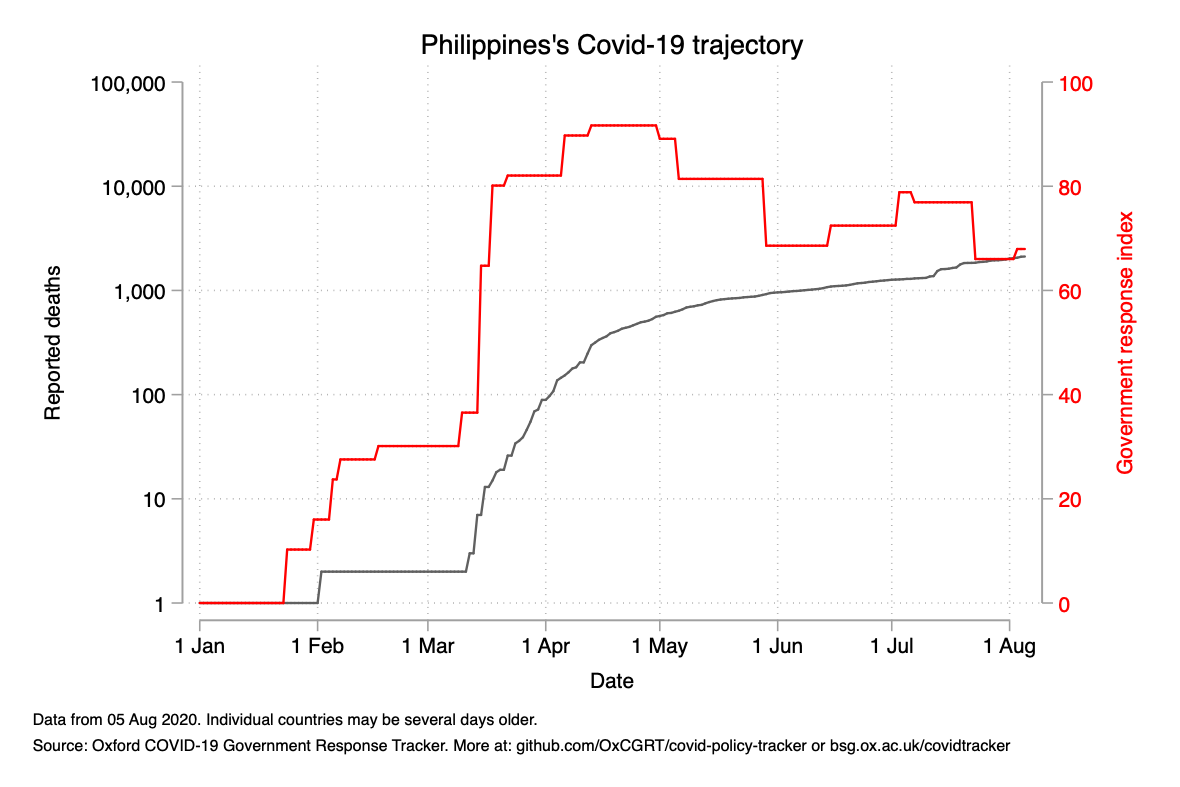 Philippines's Covid-19 trajectory
100,000
10,000
1,000
100
10
1
Reported deaths
100
80
60
40
20
0
Government response index
1 Jan 1 Feb 1 Mar 1 Apr 1 May 1 Jun 1 Jul 1 Aug
Date
Data from 05 Aug 2020. Individual countries may be several days older.
Source: Oxford COVID-19 Government Response Tracker. More at: github.com/OxCGRT/covid-policy-tracker or bsg.ox.ac.uk/covidtracker